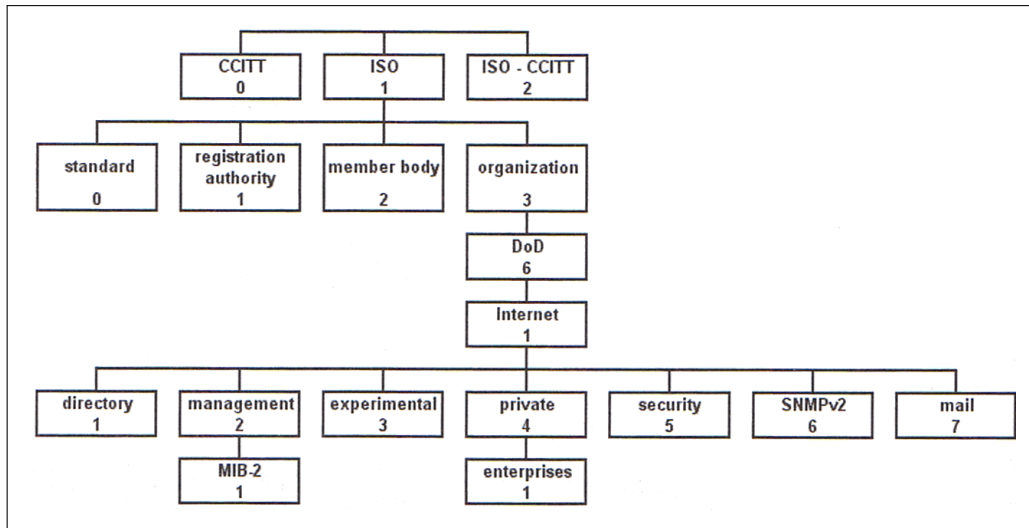 CCITT
0
ISO
1
ISO - CCITT
2
standard
0
registration
authority
1
member body
2
organization
3
DoD
6
Internet
1
directory
1
management
2
experimental
3
private
4
security
5
SNMPv2
6
mail
7
MIB-2
1
enterprises
1